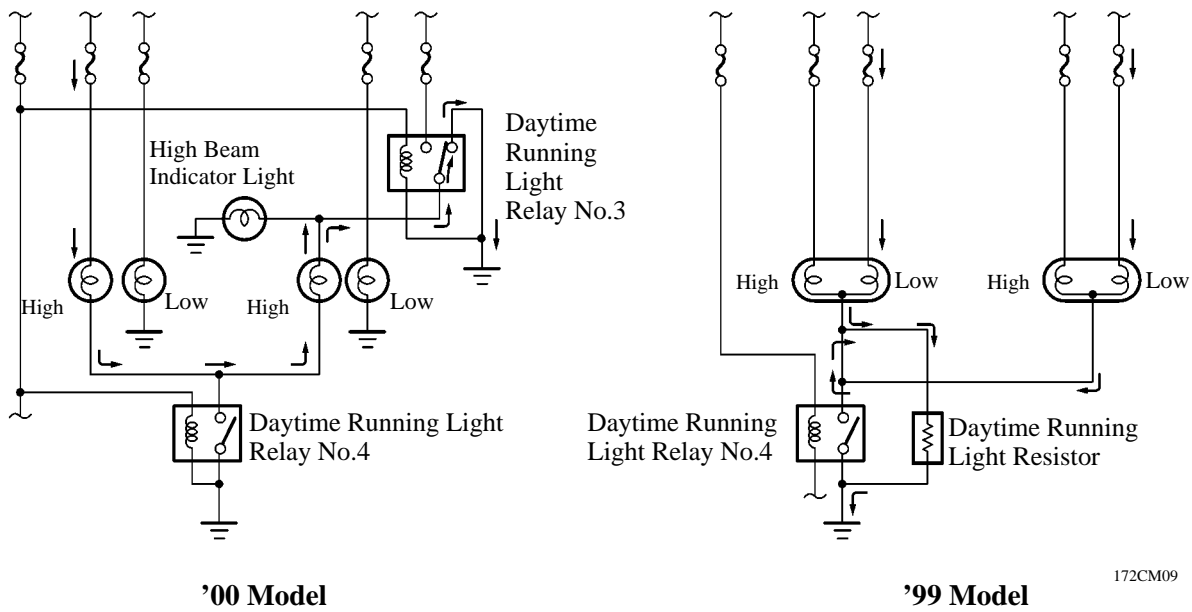 High Beam
Indicator Light
Daytime
Running
Light
Relay No.3
High
Low
High
Low
Daytime Running Light
Relay No.4
’00 Model
High
Low
High
Low
Daytime Running
Light Relay No.4
Daytime Running
Light Resistor
’99 Model
172CM09